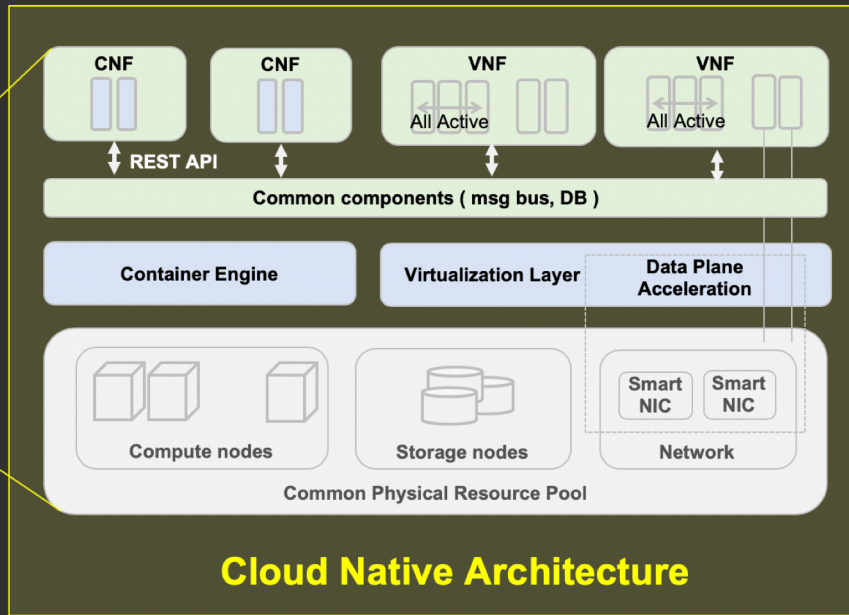 CNF
CNF
VNF
VNF
All Active
All Active
REST API
Common components ( msg bus, DB )
Container Engine
Virtualization Layer
Data Plane
Acceleration
Smart
NIC
Smart
NIC
Compute nodes
Storage nodes
Network
Common Physical Resource Pool
Cloud Native Architecture